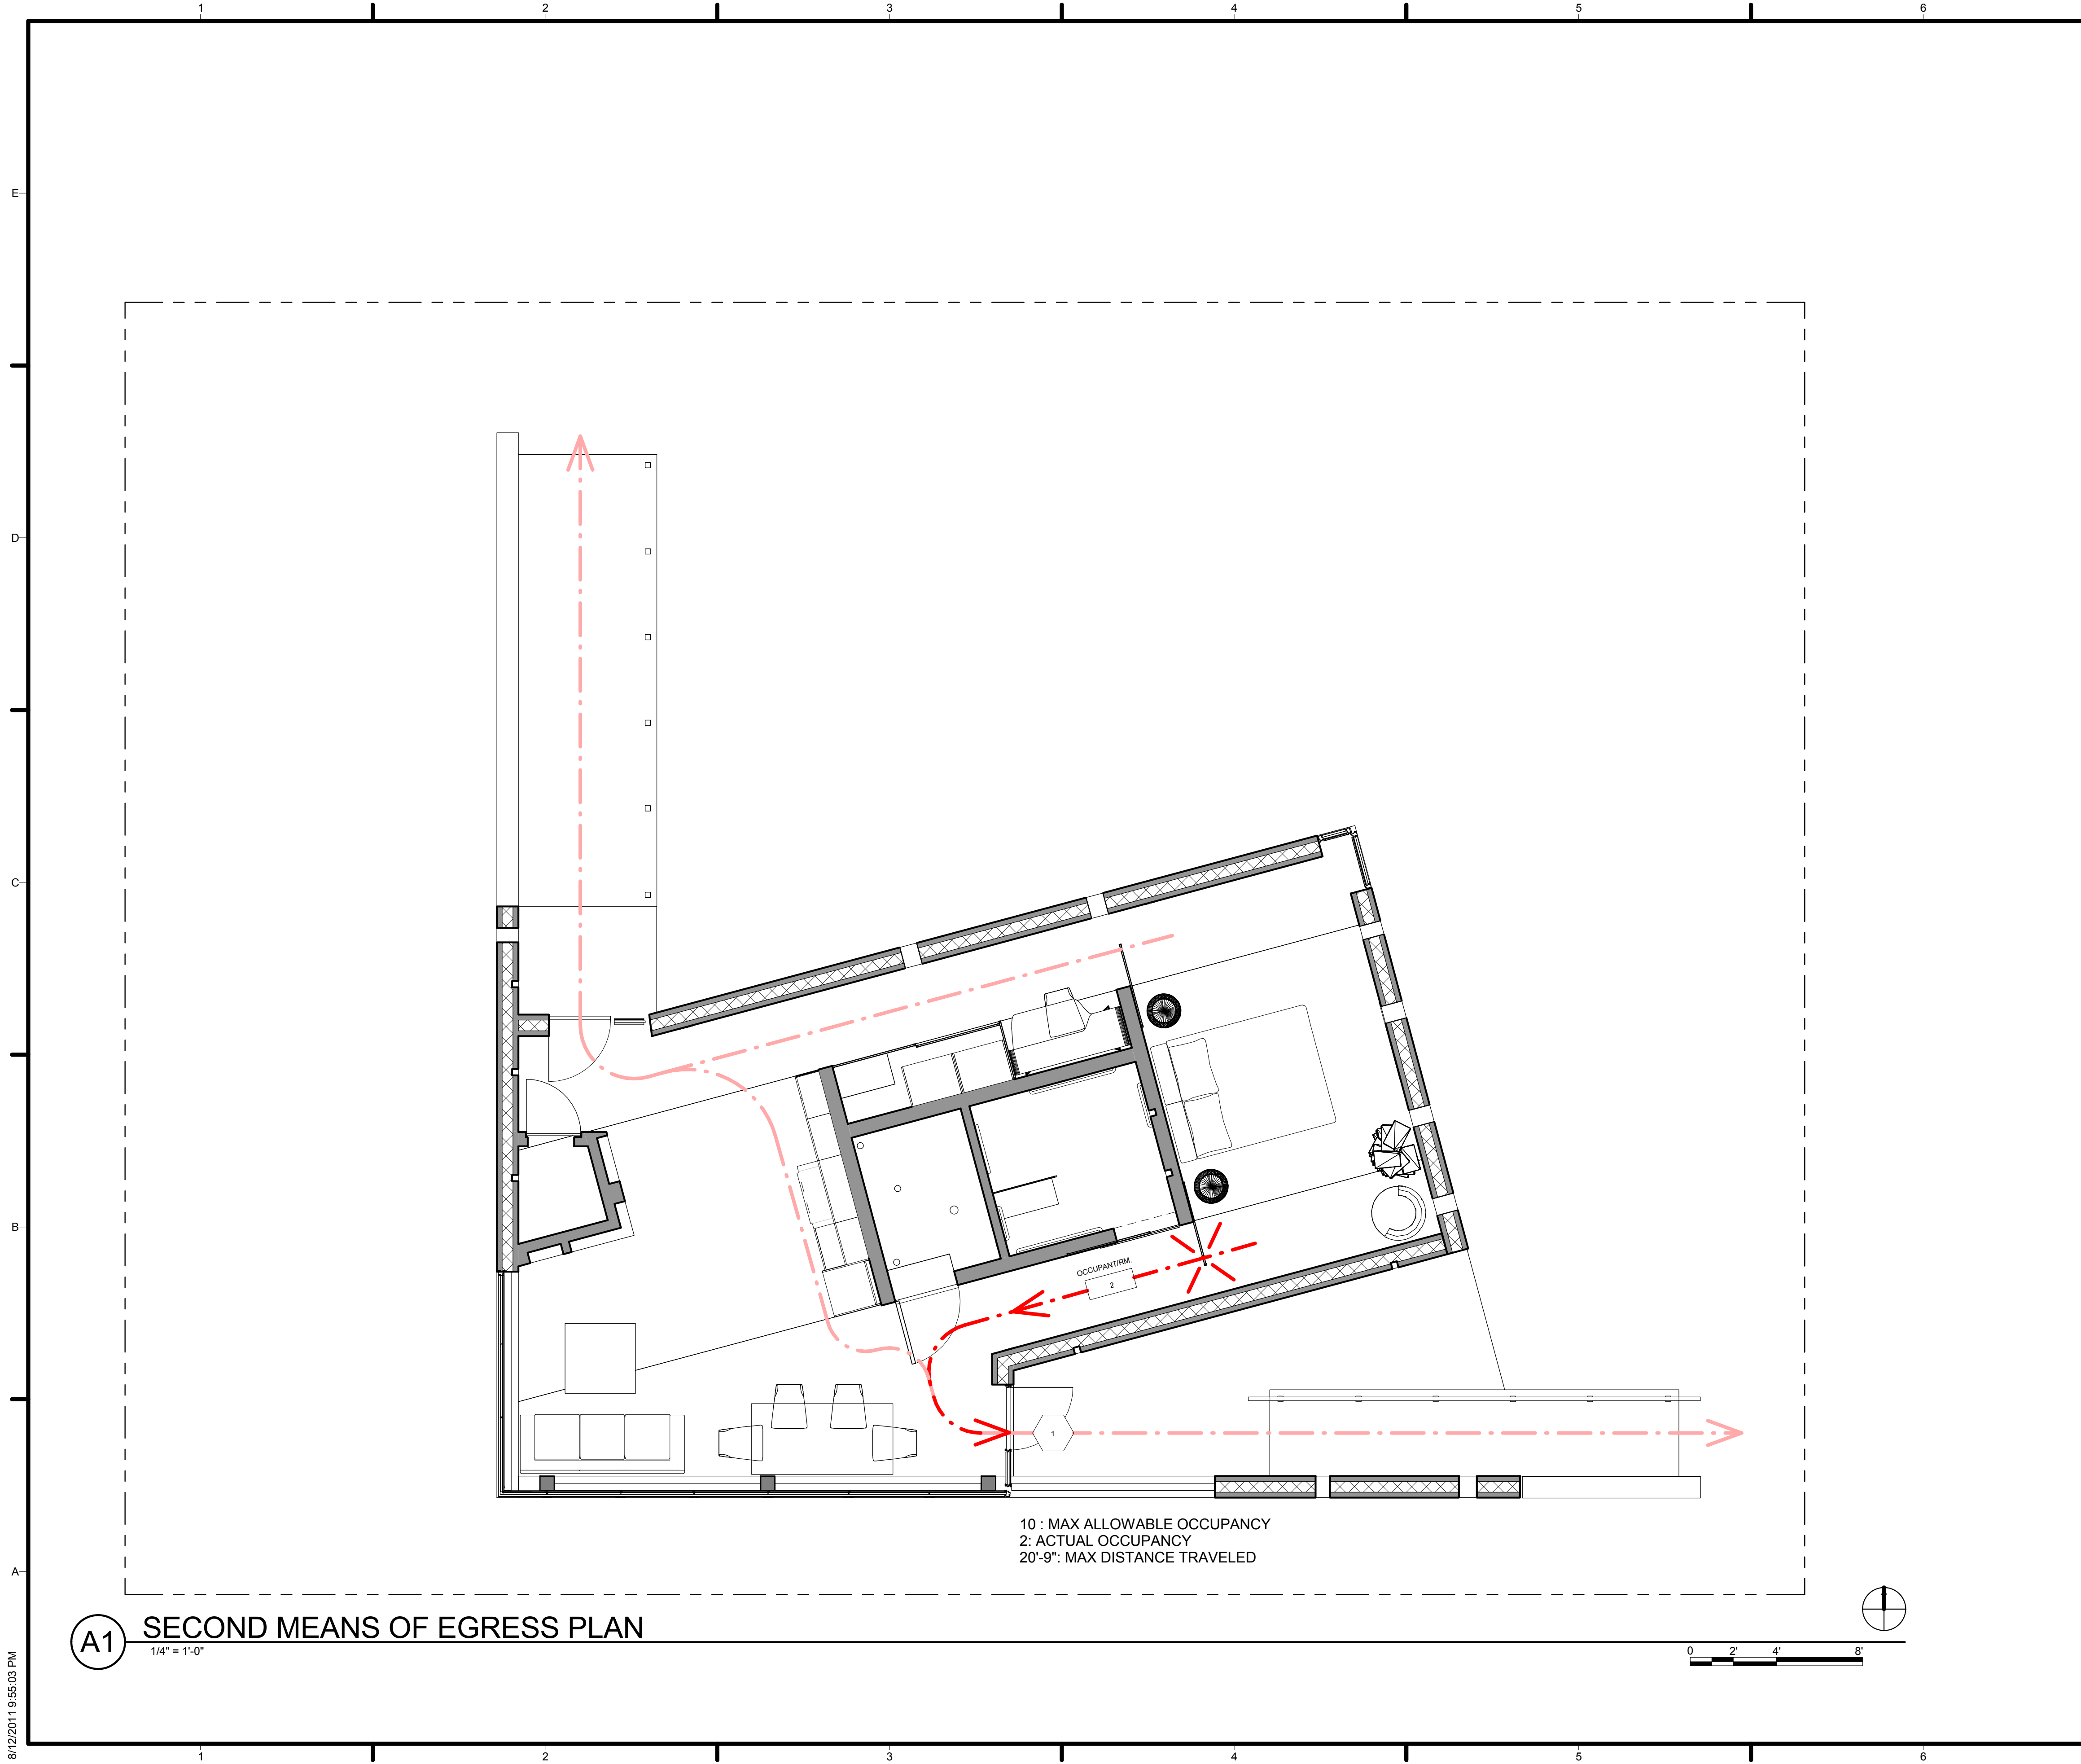 1 2 3 4 5 6
E
D
C
B
A
OCCUPANT/RM.
2
1
10 : MAX ALLOWABLE OCCUPANCY
2: ACTUAL OCCUPANCY
20'-9": MAX DISTANCE TRAVELED
A1 SECOND MEANS OF EGRESS PLAN
1/4" = 1'-0"
0 2' 4' 8'
8/12/2011 9:55:03 PM
1 2 3 4 5 6